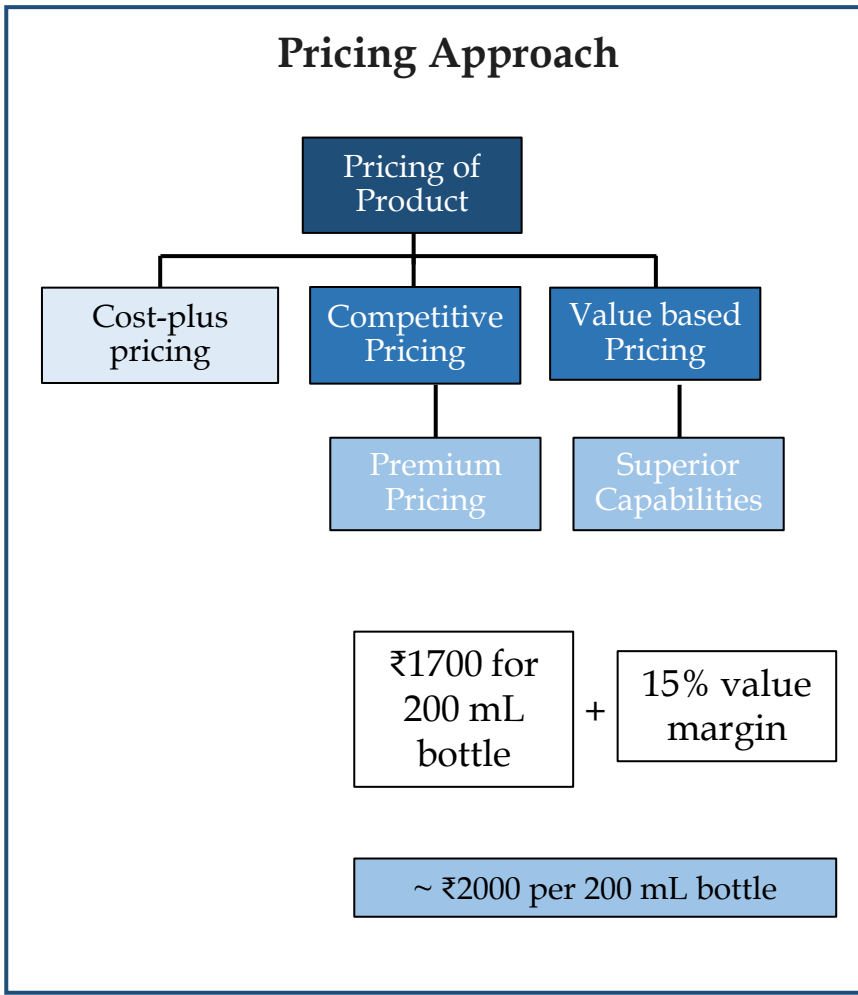 Pricing Approach
Pricing of
Product
Cost-plus
pricing
Competitive
Pricing
Value based
Pricing
Premium
Pricing
Superior
Capabilities
₹1700 for
200 mL
bottle
+
15% value
margin
~ ₹2000 per 200 mL bottle